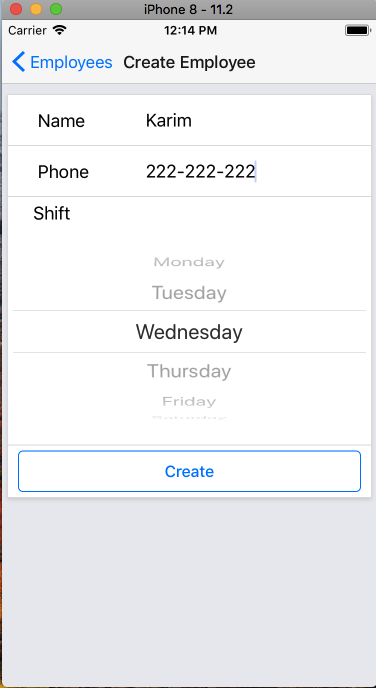 iPhone 8 - 11.2
Carrier 12:14 PM
Employees Create Employee
Name Karim
Phone 222-222-222
Shift
Monday
Tuesday
Wednesday
Thursday
Friday
Saturday
Create